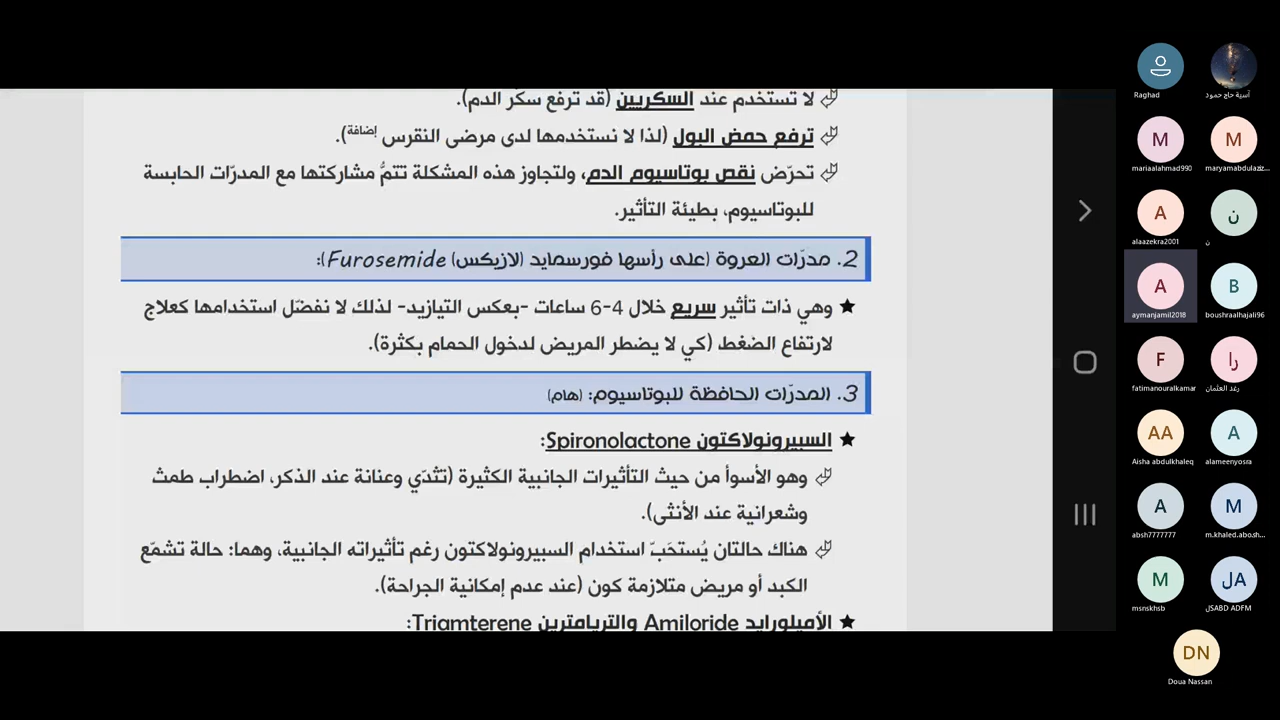 لا تستخدم عند السكريين (قد ترفع سكر الدم).
ترفع حمض البول (لذا لا نستخدمها لدى مرضى النقرس إضافة).
تحرّض نقص بوتاسيوم الدم، ولتجاوز هذه المشكلة تتمُّ مشاركتها مع المدرّات الحابسة
للبوتاسيوم، بطيئة التأثير.
2. مدرّات العروة (على رأسها فورسمايد (لازيكس) Furosemide):
★ وهي ذات تأثير سريع خلال 4-6 ساعات -بعكس التيازيد- لذلك لا نفضّل استخدامها كعلاج
لارتفاع الضغط (كي لا يضطر المريض لدخول الحمام بكثرة).
3. المدرّات الحافظة للبوتاسيوم: (هام)
★ السبيرونولاكتون Spironolactone:
وهو الأسوأ من حيث التأثيرات الجانبية الكثيرة (تثدّي وعنانة عند الذكر، اضطراب طمث
وشعرانية عند الأنثى).
هناك حالتان يُستحَبّ استخدام السبيرونولاكتون رغم تأثيراته الجانبية، وهما: حالة تشمّع
الكبد أو مريض متلازمة كون (عند عدم إمكانية الجراحة).
★ الأميلورايد Amiloride والتريامترين Triamterene:
Raghad
آسية حاج حمود
M
mariaalahmad990
M
maryamabdulaziz...
A
alaazekra2001
ن
ن
A
aymanjamil2018
B
boushraalhajali96
F
fatimanouralkamar
را
رغد العثمان
AA
Aisha abdulkhaleq
A
alameenyosra
A
absh7777777
M
m.khaled.abosh...
M
msnskhsb
JA
JSABD ADFM
DN
Doua Nassan